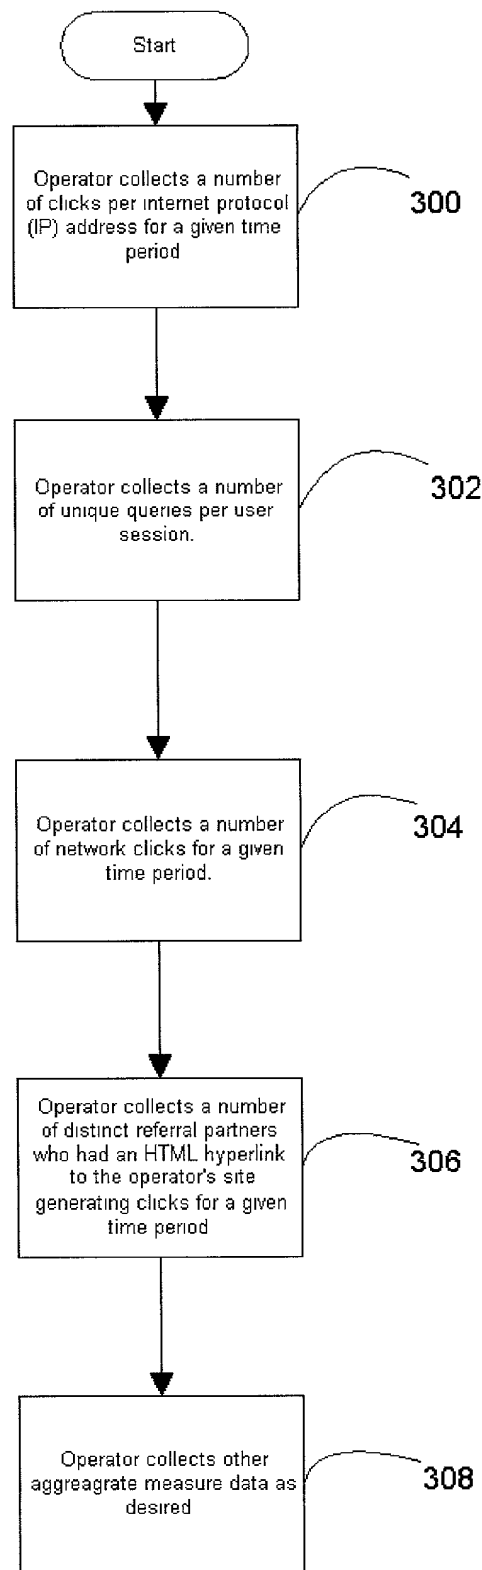 Start
Operator collects a number
of clicks per internet protocol
(IP) address for a given time
period
300
Operator collects a number
of unique queries per user
session.
302
Operator collects a number
of network clicks for a given
time period.
304
Operator collects a number
of distinct referral partners
who had an HTML hyperlink
to the operator's site
generating clicks for a given
time period
306
Operator collects other
aggreagrate measure data as
desired
308